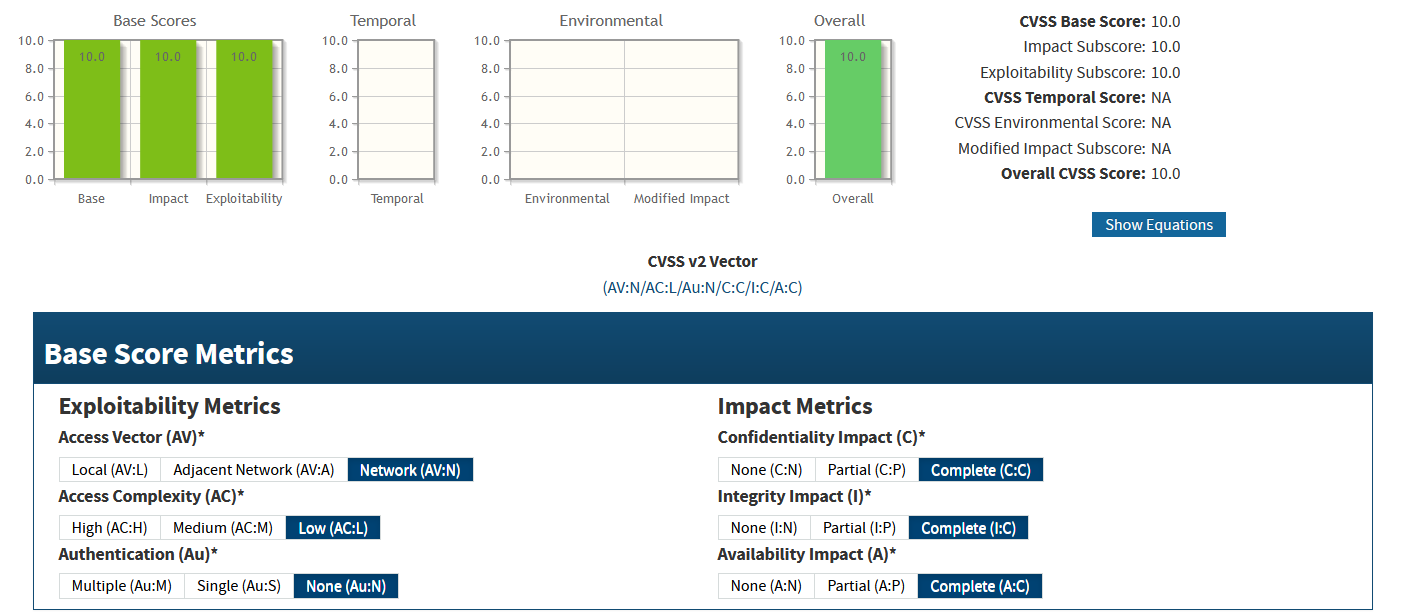 Base Scores
10.0
8.0
6.0
4.0
2.0
0.0
10.0 10.0 10.0
Base Impact Exploitability
Temporal
10.0
8.0
6.0
4.0
2.0
0.0
Temporal
Environmental
10.0
8.0
6.0
4.0
2.0
0.0
Environmental Modified Impact
Overall
10.0
8.0
6.0
4.0
2.0
0.0
10.0
Overall
CVSS Base Score: 10.0
Impact Subscore: 10.0
Exploitability Subscore: 10.0
CVSS Temporal Score: NA
CVSS Environmental Score: NA
Modified Impact Subscore: NA
Overall CVSS Score: 10.0
Show Equations
CVSS v2 Vector
(AV:N/AC:L/Au:N/C:C/I:C/A:C)
Base Score Metrics
Exploitability Metrics
Access Vector (AV)*
Local (AV:L) Adjacent Network (AV:A) Network (AV:N)
Access Complexity (AC)*
High (AC:H) Medium (AC:M) Low (AC:L)
Authentication (Au)*
Multiple (Au:M) Single (Au:S) None (Au:N)
Impact Metrics
Confidentiality Impact (C)*
None (C:N) Partial (C:P) Complete (C:C)
Integrity Impact (I)*
None (I:N) Partial (I:P) Complete (I:C)
Availability Impact (A)*
None (A:N) Partial (A:P) Complete (A:C)